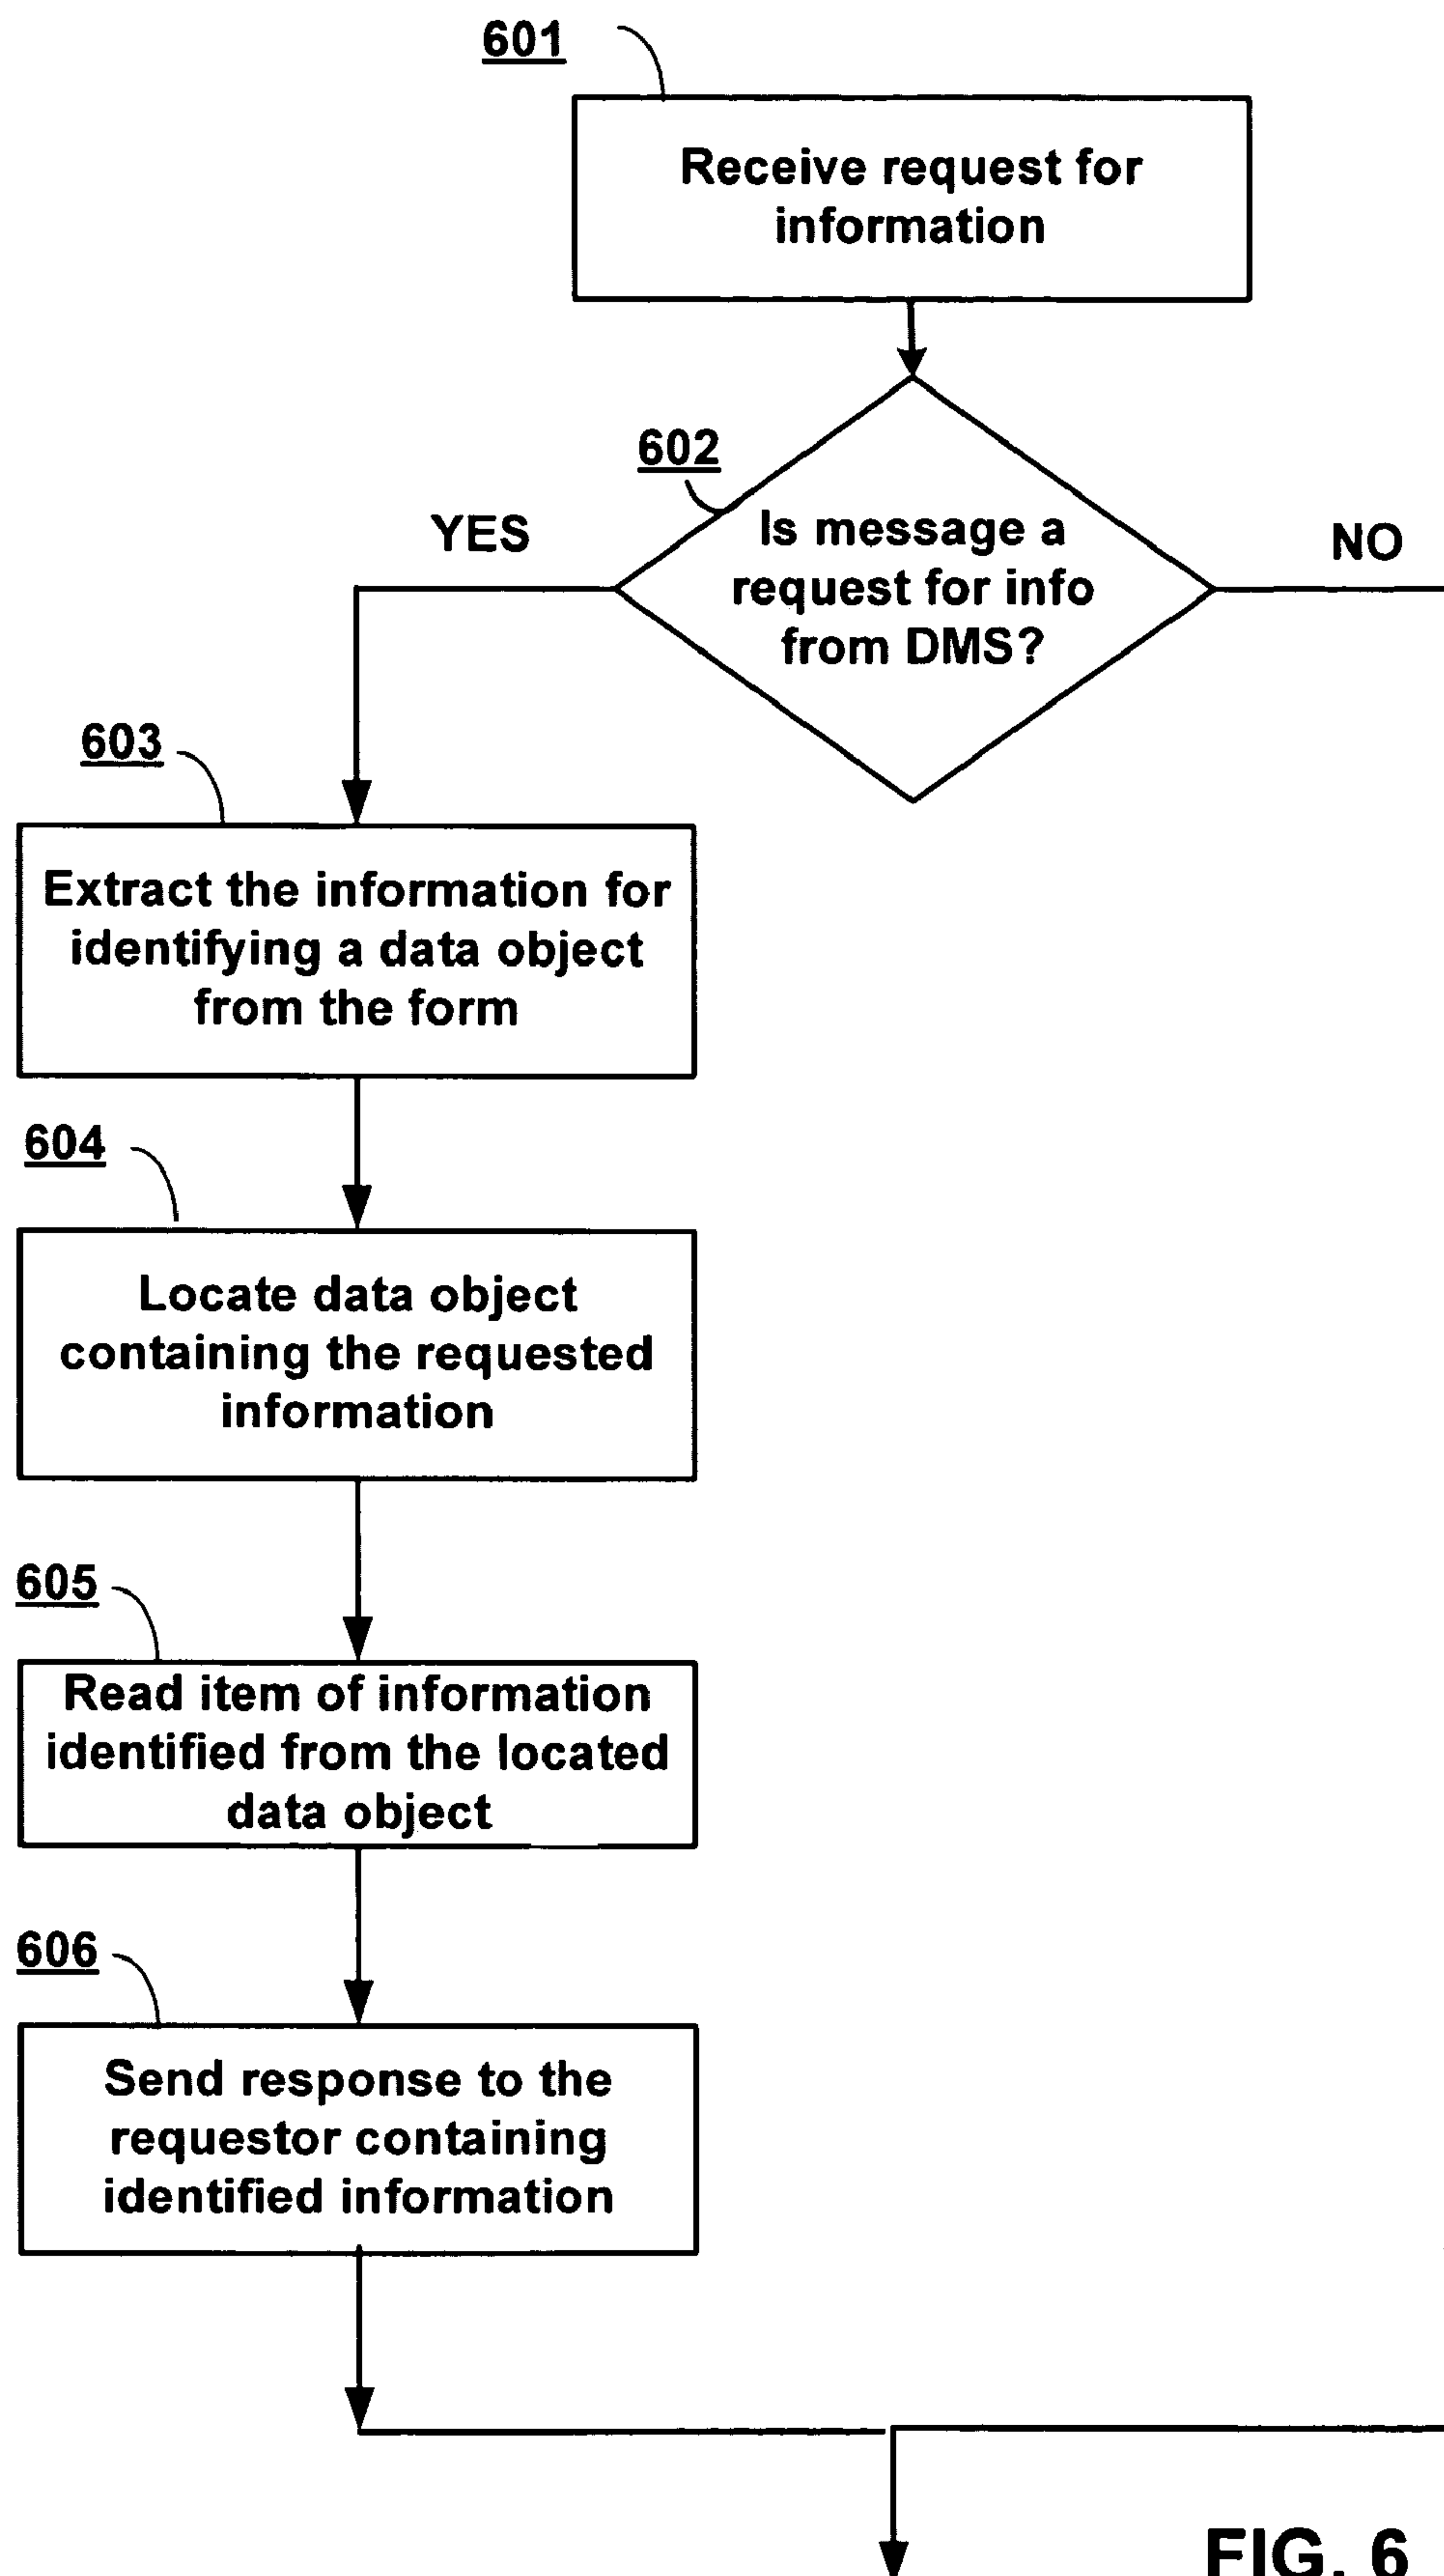 601
Receive request for
information
602
YES
Is message a
request for info
from DMS?
NO
603
Extract the information for
identifying a data object
from the form
604
Locate data object
containing the requested
information
605
Read item of information
identified from the located
data object
606
Send response to the
requestor containing
identified information
FIG. 6